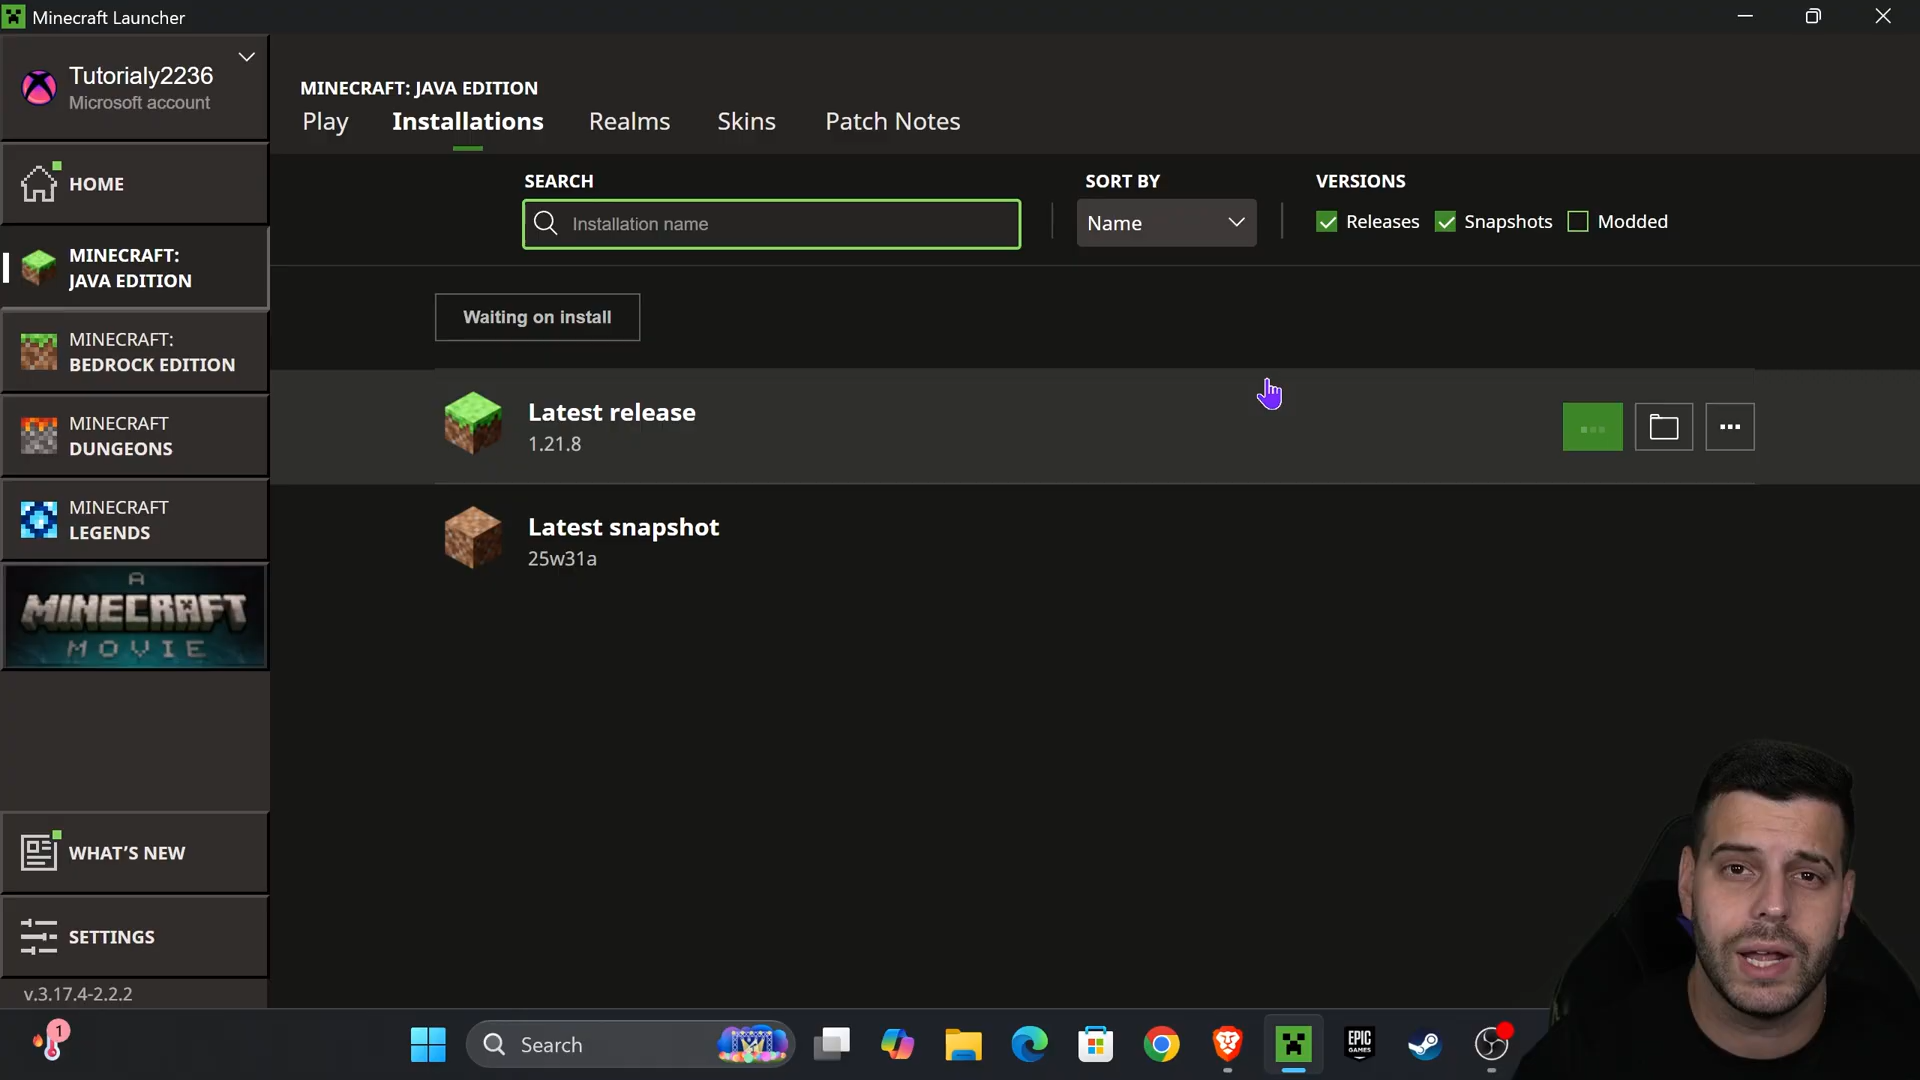 Minecraft Launcher
Tutorialy2236
Microsoft account
HOME
MINECRAFT:
JAVA EDITION
MINECRAFT:
BEDROCK EDITION
MINECRAFT
DUNGEONS
MINECRAFT
LEGENDS
A
MINECRAFT
MOVIE
WHAT'S NEW
SETTINGS
v.3.17.4-2.2.2
MINECRAFT: JAVA EDITION
Play Installations Realms Skins Patch Notes
SEARCH
Installation name
SORT BY
Name
VERSIONS
Releases Snapshots Modded
Waiting on install
Latest release
1.21.8
Latest snapshot
25w31a
1
Search
EPIC
GAMES